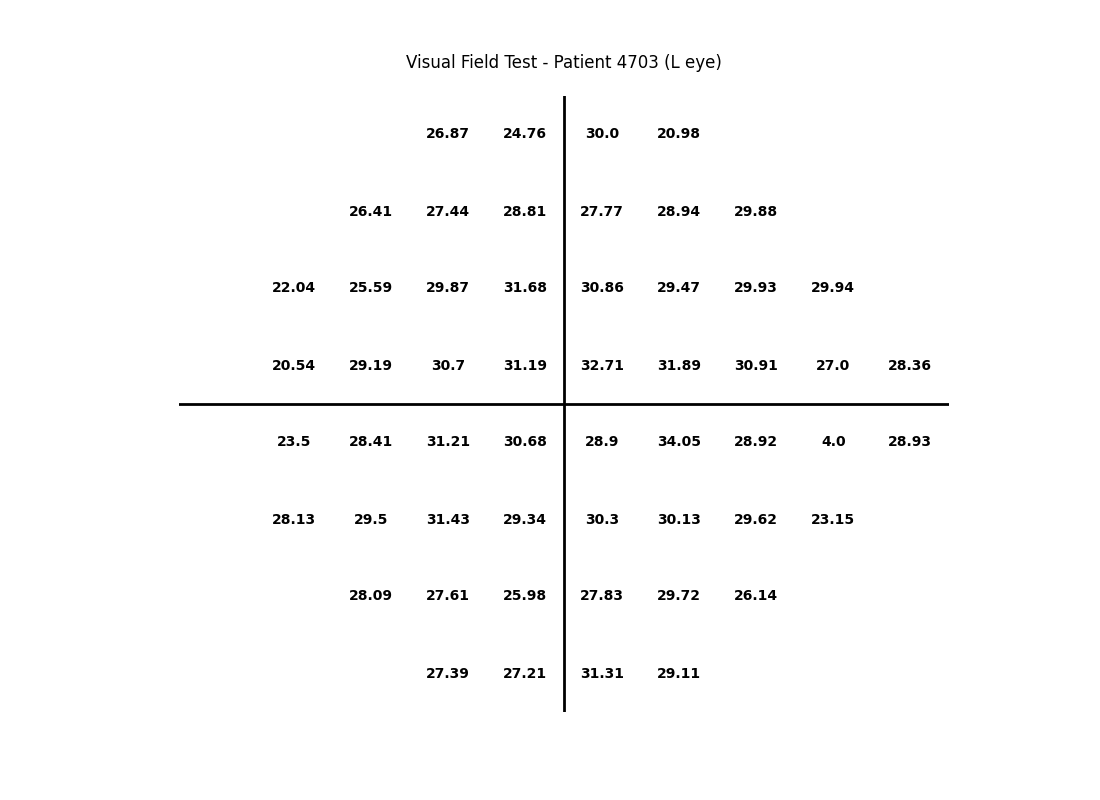 Visual Field Test - Patient 4703 (L eye)
26.87 24.76 30.0 20.98
26.41 27.44 28.81 27.77 28.94 29.88
22.04 25.59 29.87 31.68 30.86 29.47 29.93 29.94
20.54 29.19 30.7 31.19 32.71 31.89 30.91 27.0 28.36
23.5 28.41 31.21 30.68 28.9 34.05 28.92 4.0 28.93
28.13 29.5 31.43 29.34 30.3 30.13 29.62 23.15
28.09 27.61 25.98 27.83 29.72 26.14
27.39 27.21 31.31 29.11